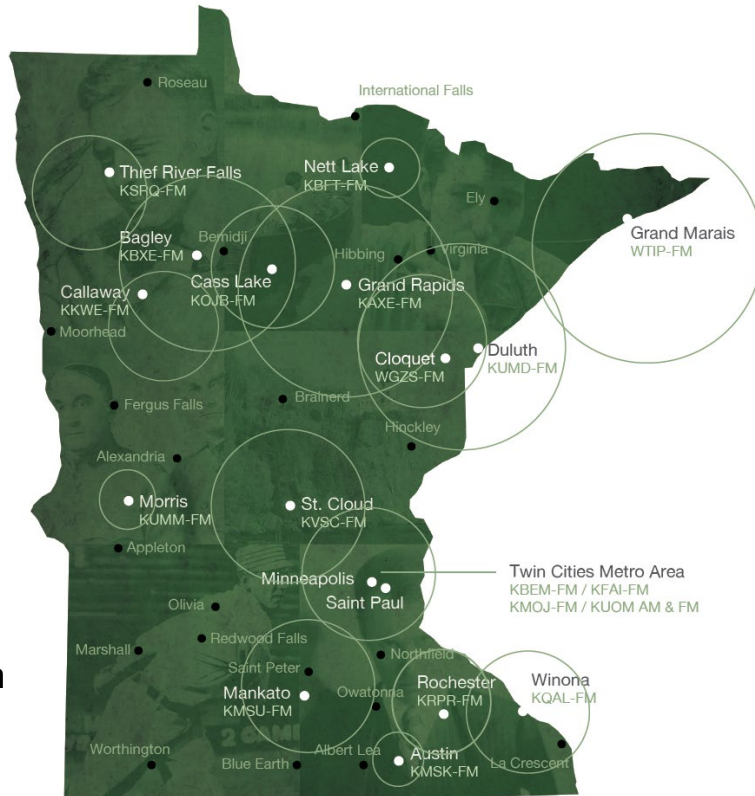 Roseau
International Falls
Thief River Falls
KSRQ-FM
Nett Lake
KBFT-FM
Ely
Grand Marais
WTIP-FM
Bagley
KBXE-FM
Bemidji
Hibbing
Virginia
Cass Lake
KOJB-FM
Grand Rapids
KAXE-FM
Callaway
KKWE-FM
Moorhead
Cloquet
WGZS-FM
Duluth
KUMD-FM
Fergus Falls
Brainerd
Hinckley
Alexandria
Morris
KUMM-FM
St. Cloud
KVSC-FM
Appleton
Minneapolis
Saint Paul
Twin Cities Metro Area
KBEM-FM / KFAI-FM
KMOJ-FM / KUOM AM & FM
Olivia
Redwood Falls
Marshall
Saint Peter
Northfield
Mankato
KMSU-FM
Owatonna
Rochester
KRPR-FM
Winona
KQAL-FM
Worthington
Blue Earth
Albert Lea
Austin
KMSK-FM
La Crescent